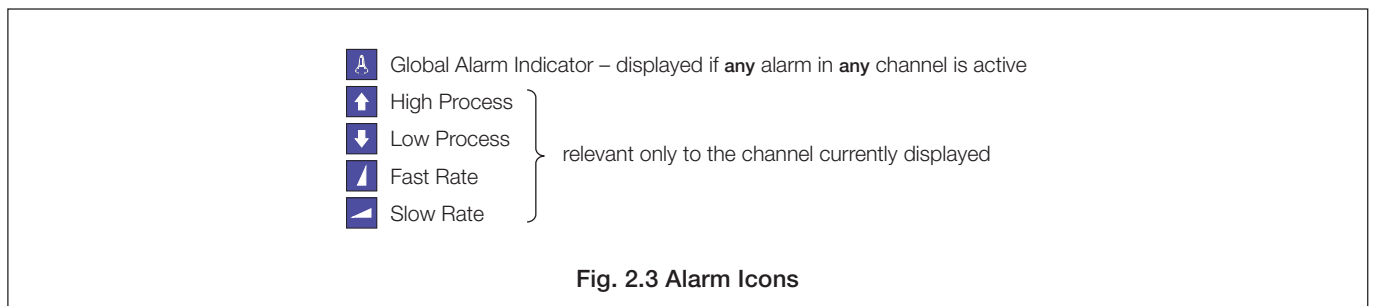 Global Alarm Indicator – displayed if any alarm in any channel is active
High Process
Low Process
Fast Rate
Slow Rate
relevant only to the channel currently displayed
Fig. 2.3 Alarm Icons